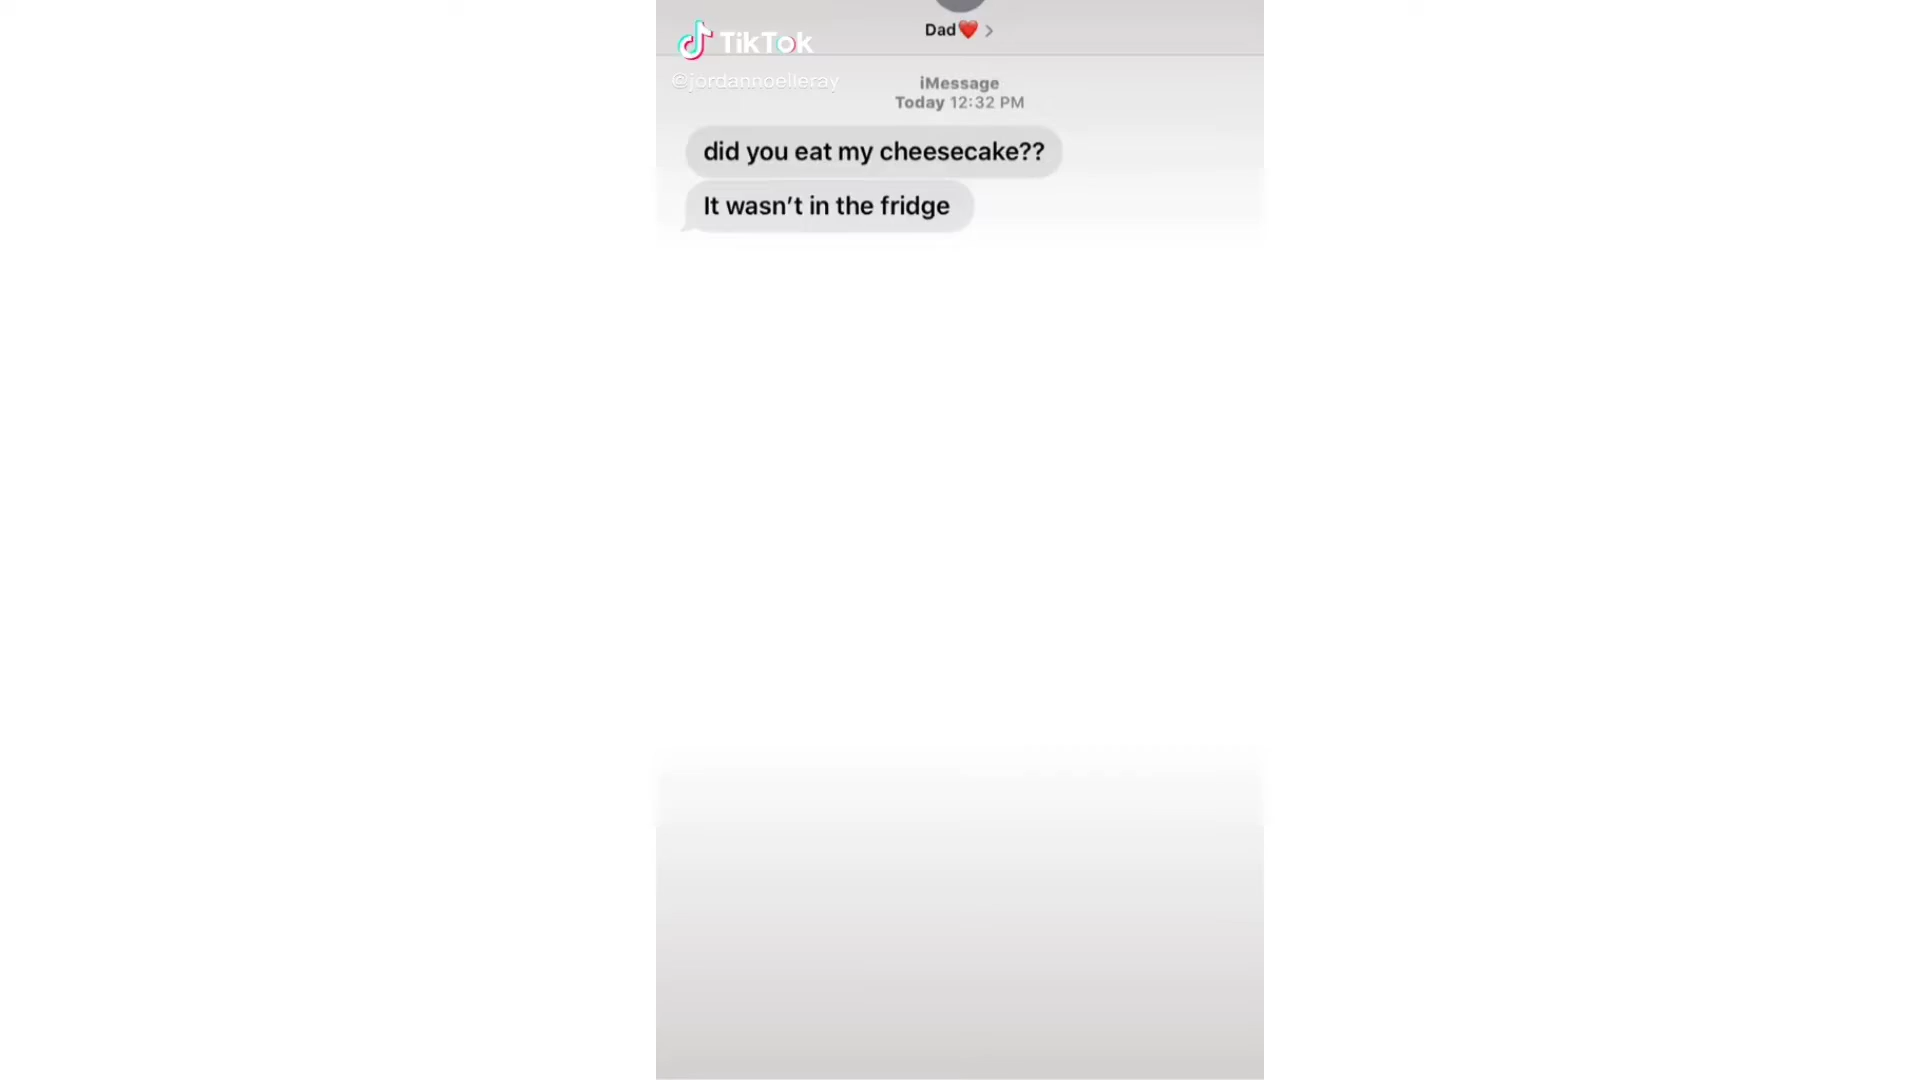 Dad❤️ >
TikTok
@jordannoelleray
iMessage
Today 12:32 PM
did you eat my cheesecake??
It wasn’t in the fridge